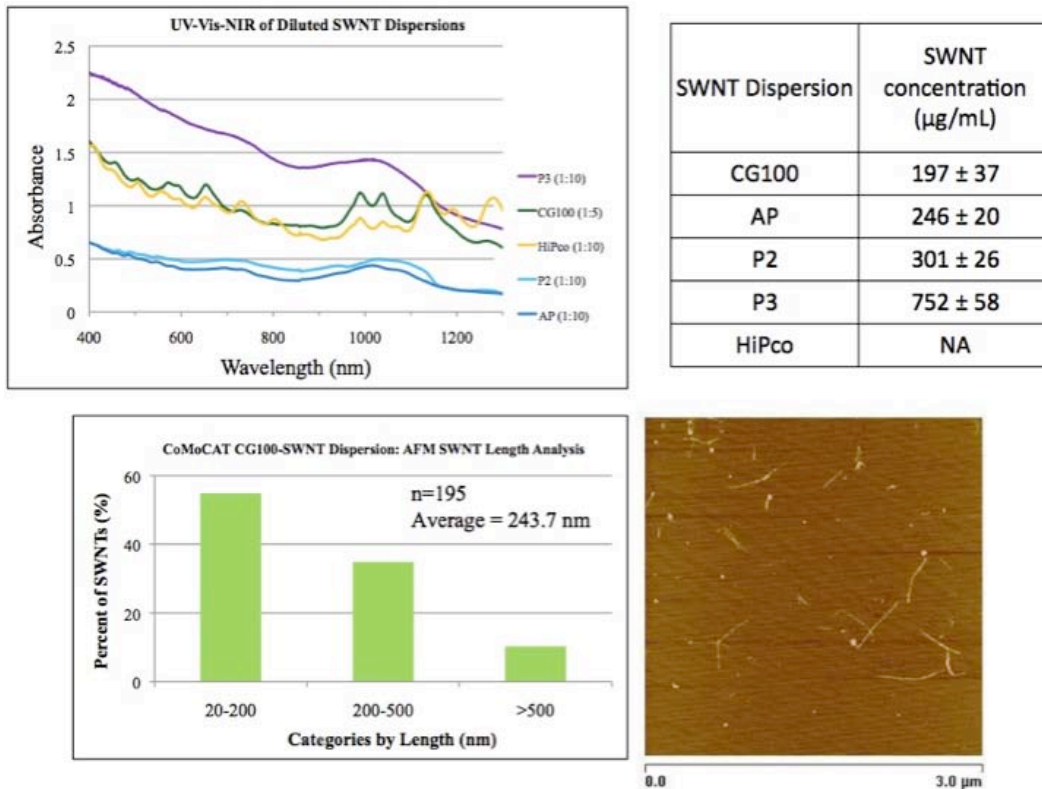 UV-Vis-NIR of Diluted SWNT Dispersions
2.5
2
1.5
1
0.5
0
Absorbance
400
600
800
1000
1200
Wavelength (nm)
P3 (1:10)
CG100 (1:5)
HiPco (1:10)
P2 (1:10)
AP (1:10)
SWNT Dispersion
SWNT
concentration
(µg/mL)
CG100 197 ± 37
AP 246 ± 20
P2 301 ± 26
P3 752 ± 58
HiPco NA
CoMoCAT CG100-SWNT Dispersion: AFM SWNT Length Analysis
60
40
20
0
Percent of SWNTs (%)
n=195
Average = 243.7 nm
20-200
200-500
>500
Categories by Length (nm)
0.0
3.0 µm